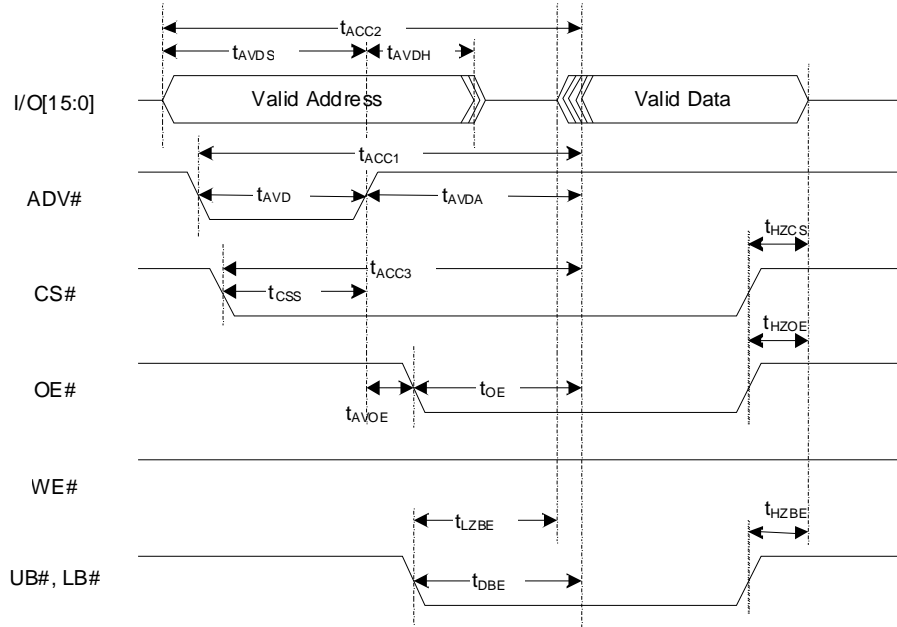 tACC2
tAVDS
tAVDH
I/O[15:0]
Valid Address
Valid Data
tACC1
ADV#
tAVD
tAVDA
tHZCS
tACC3
CS#
tCSS
tHZOE
OE#
tOE
tAVOE
WE#
tLZBE
tHZBE
UB#, LB#
tDBE